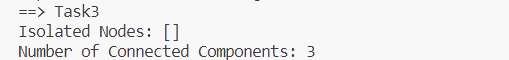 ==> Task3
Isolated Nodes: []
Number of Connected Components: 3